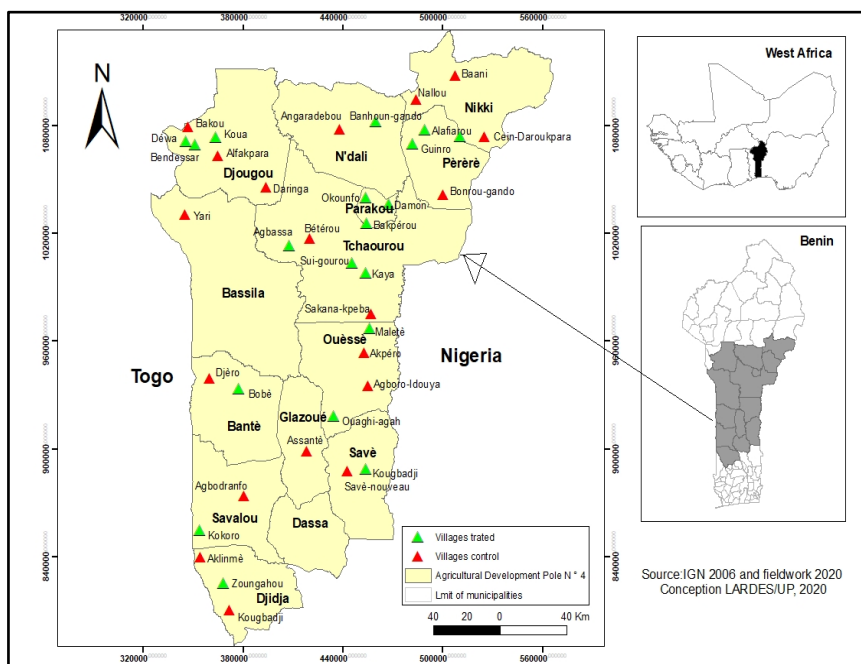 320000 380000 440000 500000 560000
West Africa
N
Baani
Nallou
Nikki
Angaradebou
Banhoun-gando
Bakou
Koua
Alafiarou
Cein-Daroukpara
Déwa
Guinro
Bendessar
Alfakpara
N'dali
Pèrèrè
Djougou
Daringa
Bonrou-gando
Okounfo
Parakou
Damon
Yari
Bétérou
Bakpérou
Agbassa
Tchaourou
Sui-gourou
Kaya
Benin
Bassila
Sakana-kpeba
Ouèssè
Maletè
Akpéro
Nigeria
Togo
Djèro
Bobè
Agboro-Idouya
Glazoué
Ouaghi-agah
Bantè
Assantè
Savè
Kougbadji
Savè-nouveau
Agbodranfo
Savalou
Dassa
Kokoro
Aklinmè
Zoungahou
Djidja
Kougbadji
Villages trated
Villages control
Agricultural Development Pole N ° 4
Lmit of municipalities
40 20 0 40 Km
Source:IGN 2006 and fieldwork 2020
Conception LARDES/UP, 2020
320000 380000 440000 500000 560000
1080000
1020000
960000
900000
840000
1080000
1020000
960000
900000
840000